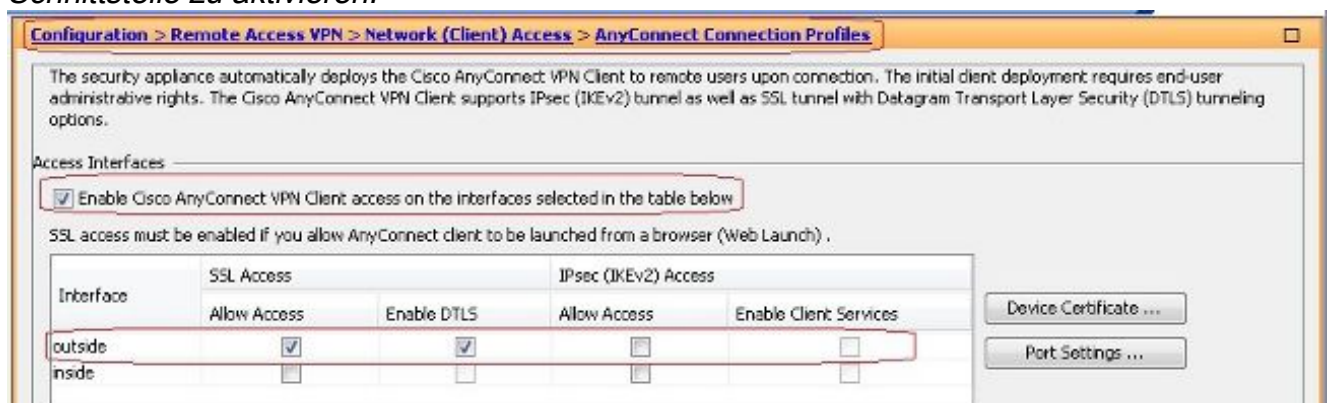 Schnittstelle zu aktivieren.
Configuration > Remote Access VPN > Network (Client) Access > AnyConnect Connection Profiles
The security appliance automatically deploys the Cisco AnyConnect VPN Client to remote users upon connection. The initial client deployment requires end-user
administrative rights. The Cisco AnyConnect VPN Client supports IPsec (IKEv2) tunnel as well as SSL tunnel with Datagram Transport Layer Security (DTLS) tunneling
options.
Access Interfaces
Enable Cisco AnyConnect VPN Client access on the interfaces selected in the table below
SSL access must be enabled if you allow AnyConnect client to be launched from a browser (Web Launch) .
Interface SSL Access IPsec (IKEv2) Access
Allow Access Enable DTLS Allow Access Enable Client Services
Device Certificate ...
outside
Port Settings ...
inside